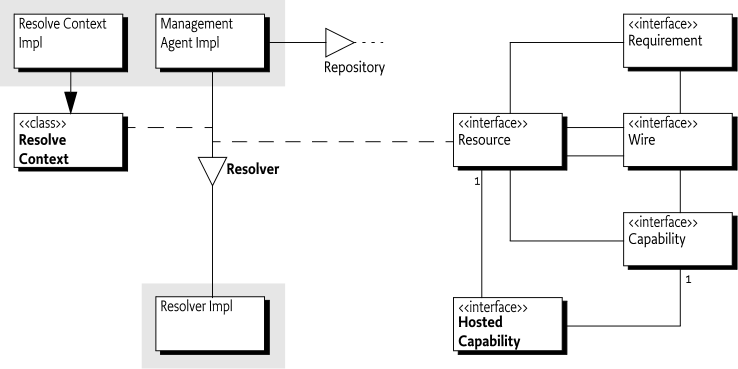 Resolve Context
Impl
Management
Agent Impl
Repository
<<interface>>
Requirement
<<class>>
Resolve
Context
<<interface>>
Resource
<<interface>>
Wire
Resolver
1
<<interface>>
Capability
1
Resolver Impl
<<interface>>
Hosted
Capability